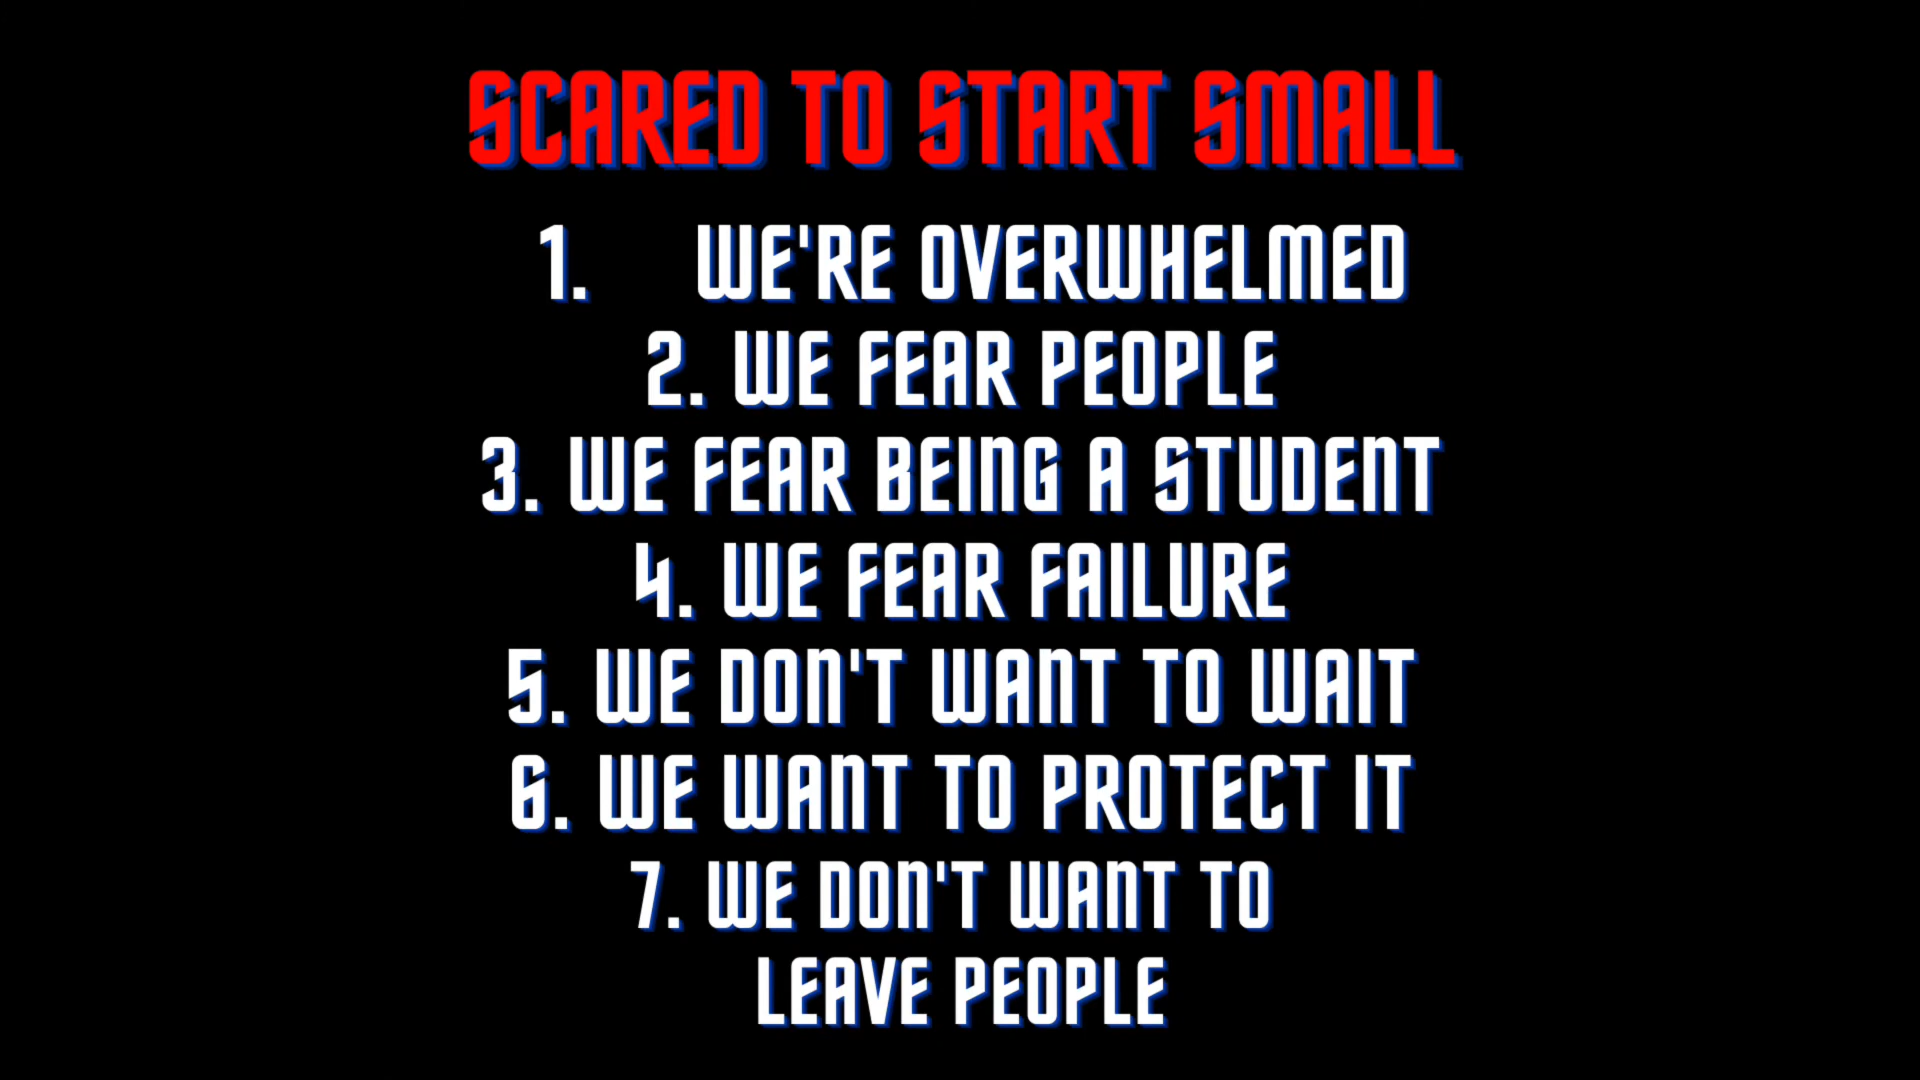 SCARED TO START SMALL
1. WE'RE OVERWHELMED
2. WE FEAR PEOPLE
3. WE FEAR BEING A STUDENT
4. WE FEAR FAILURE
5. WE DON'T WANT TO WAIT
6. WE WANT TO PROTECT IT
7. WE DON'T WANT TO
LEAVE PEOPLE